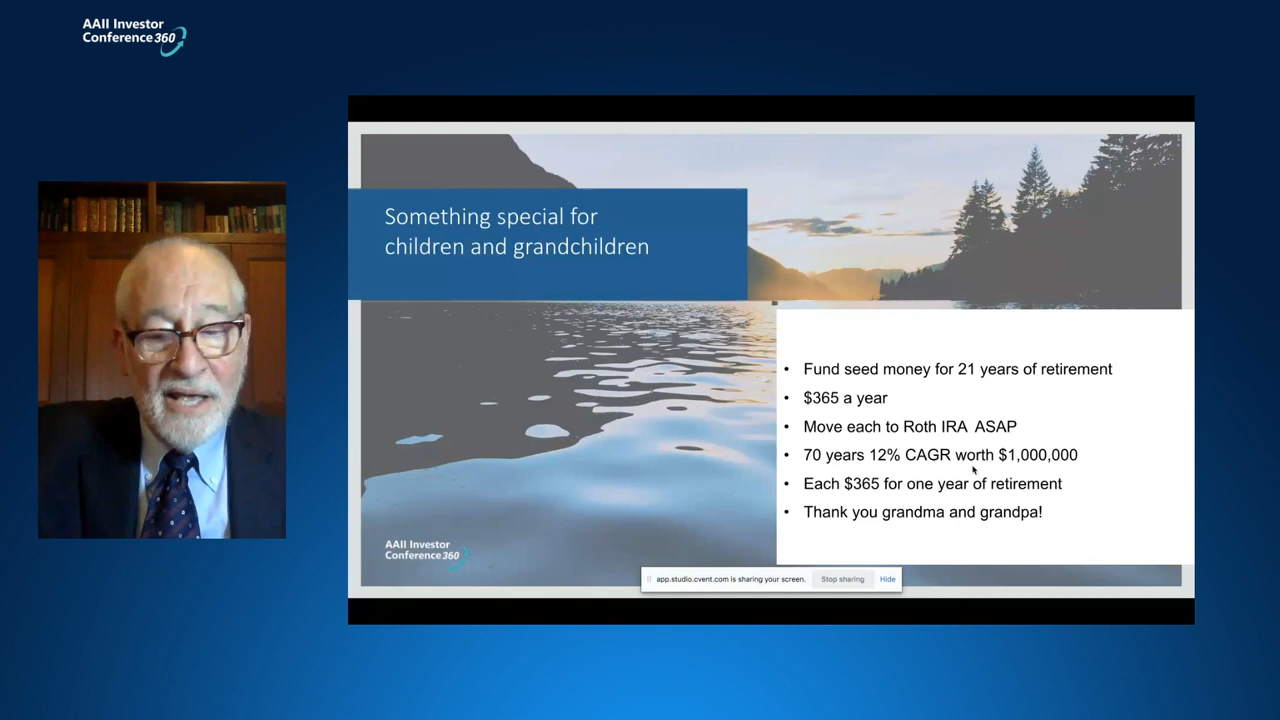 AAII Investor
Conference 360
Something special for
children and grandchildren
• Fund seed money for 21 years of retirement
• $365 a year
• Move each to Roth IRA ASAP
• 70 years 12% CAGR worth $1,000,000
• Each $365 for one year of retirement
• Thank you grandma and grandpa!
AAII Investor
Conference 360
app.studio.cvent.com is sharing your screen. Stop sharing Hide